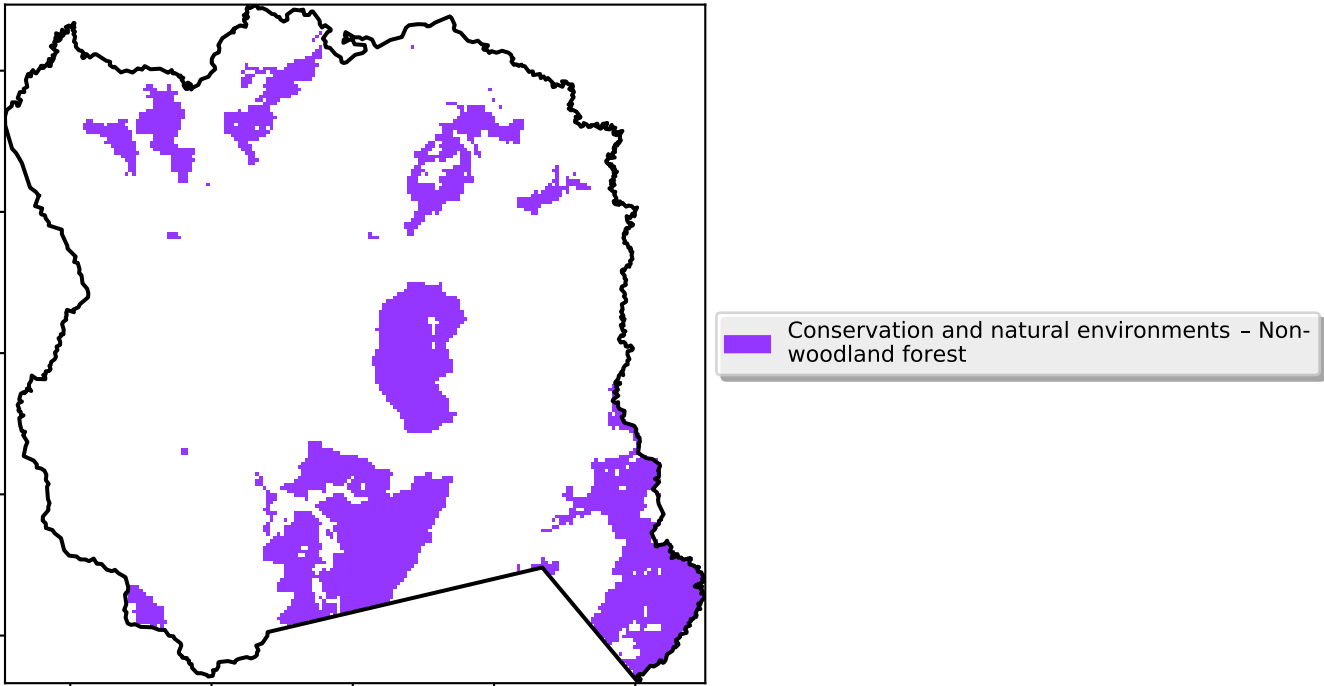 Conservation and natural environments – Non-
woodland forest